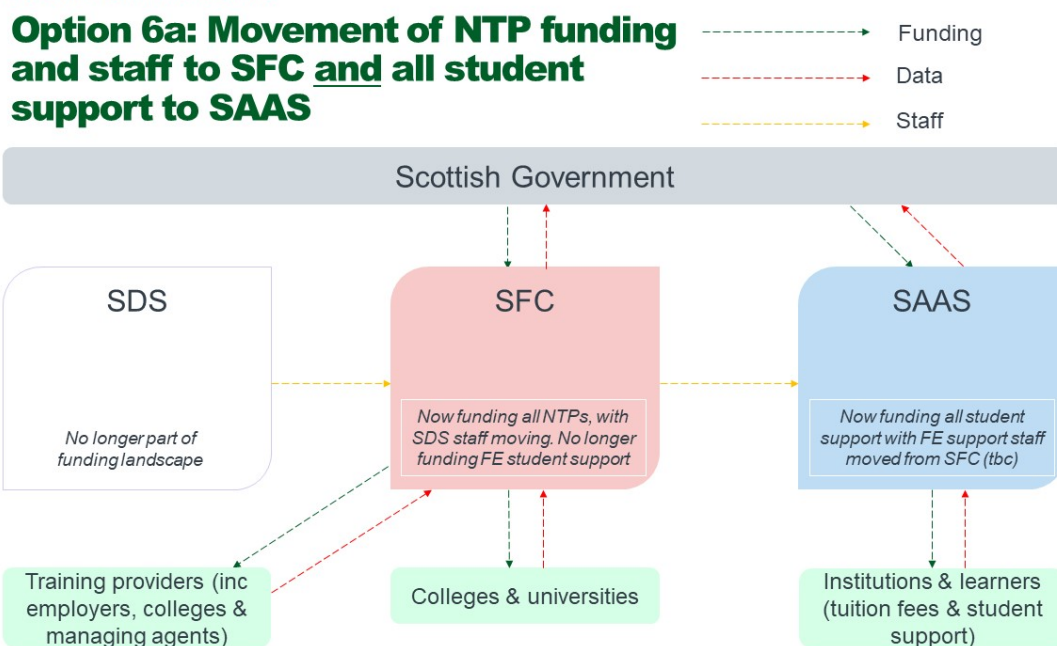 Option 6a: Movement of NTP funding
and staff to SFC and all student
support to SAAS
Funding
Data
Staff
Scottish Government
SDS
No longer part of
funding landscape
SFC
Now funding all NTPs, with
SDS staff moving. No longer
funding FE student support
SAAS
Now funding all student
support with FE support staff
moved from SFC (tbc)
Training providers (inc
employers, colleges &
managing agents)
Colleges & universities
Institutions & learners
(tuition fees & student
support)